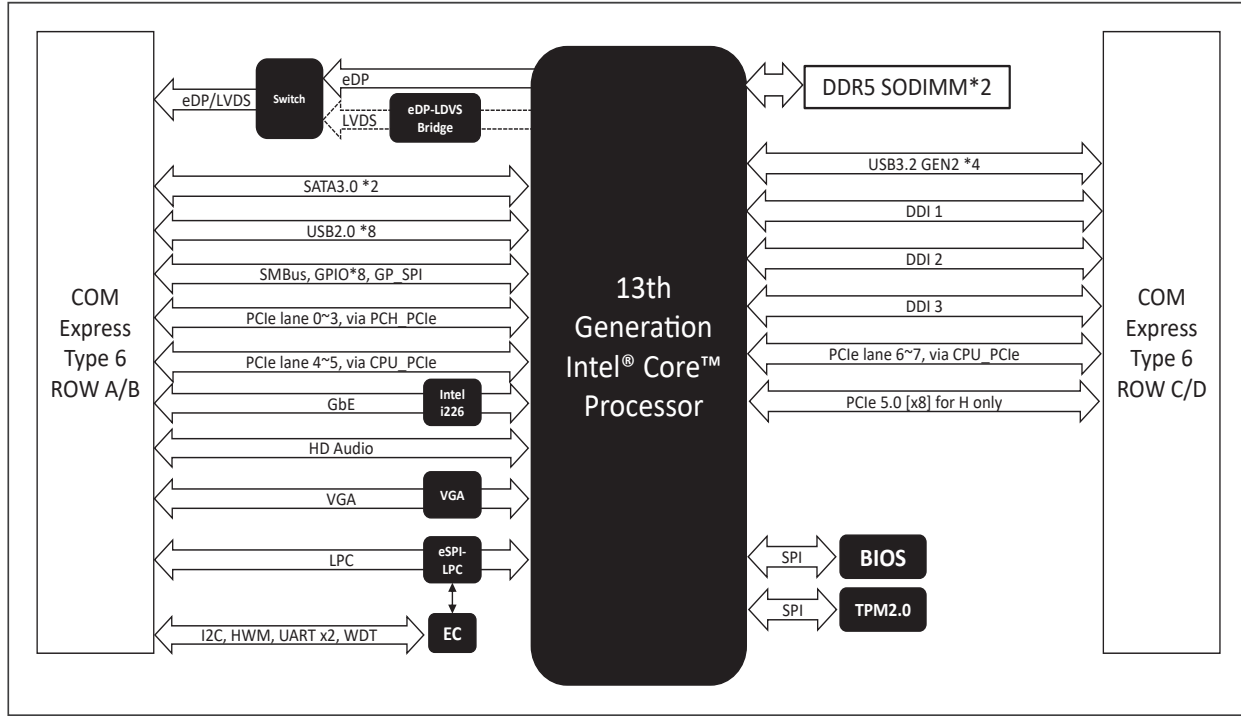 COM
Express
Type 6
ROW A/B
eDP/LVDS
Switch
eDP
LVDS
eDP-LDVS
Bridge
SATA3.0 *2
USB2.0 *8
SMBus, GPIO*8, GP_SPI
PCIe lane 0~3, via PCH_PCIe
PCIe lane 4~5, via CPU_PCIe
GbE
Intel
i226
HD Audio
VGA
VGA
LPC
eSPI-
LPC
I2C, HWM, UART x2, WDT
EC
13th
Generation
Intel® Core™
Processor
DDR5 SODIMM*2
USB3.2 GEN2 *4
DDI 1
DDI 2
DDI 3
PCIe lane 6~7, via CPU_PCIe
PCIe 5.0 [x8] for H only
SPI
BIOS
SPI
TPM2.0
COM
Express
Type 6
ROW C/D